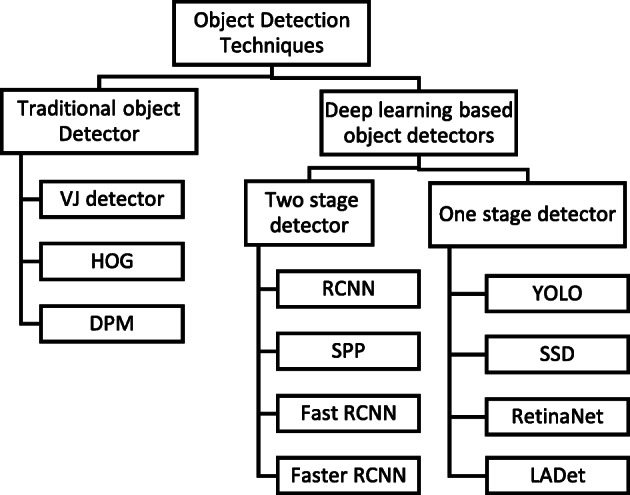 Object Detection
Techniques
Traditional object
Detector
Deep learning based
object detectors
VJ detector
HOG
DPM
Two stage
detector
One stage detector
RCNN
SPP
Fast RCNN
Faster RCNN
YOLO
SSD
RetinaNet
LADet